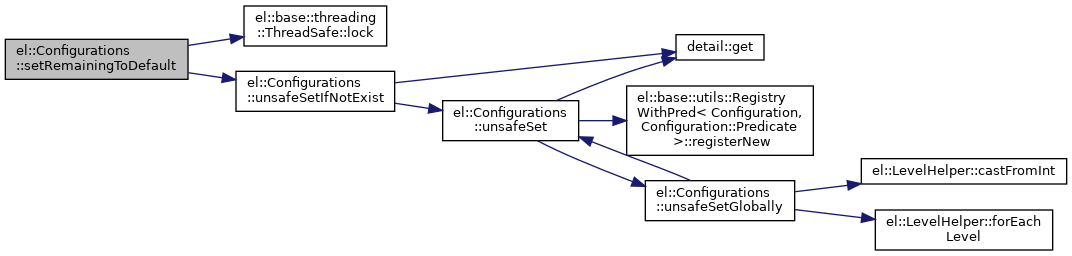 el::Configurations
::setRemainingToDefault
el::base::threading
::ThreadSafe::lock
el::Configurations
::unsafeSetIfNotExist
detail::get
el::Configurations
::unsafeSet
el::base::utils::Registry
WithPred< Configuration,
Configuration::Predicate
>::registerNew
el::Configurations
::unsafeSetGlobally
el::LevelHelper::castFromInt
el::LevelHelper::forEach
Level